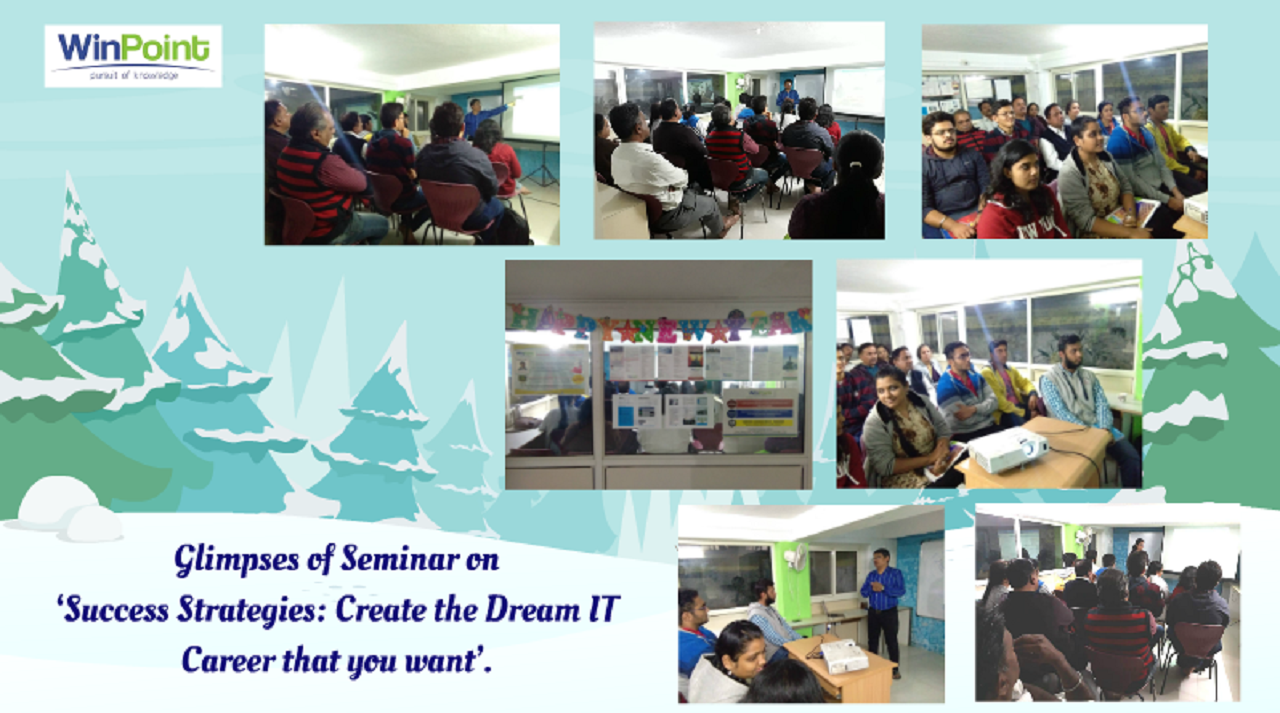 WinPoint
pursuit of knowledge
HAPPY NEW YEAR
Glimpses of Seminar on
‘Success Strategies: Create the Dream IT
Career that you want’.